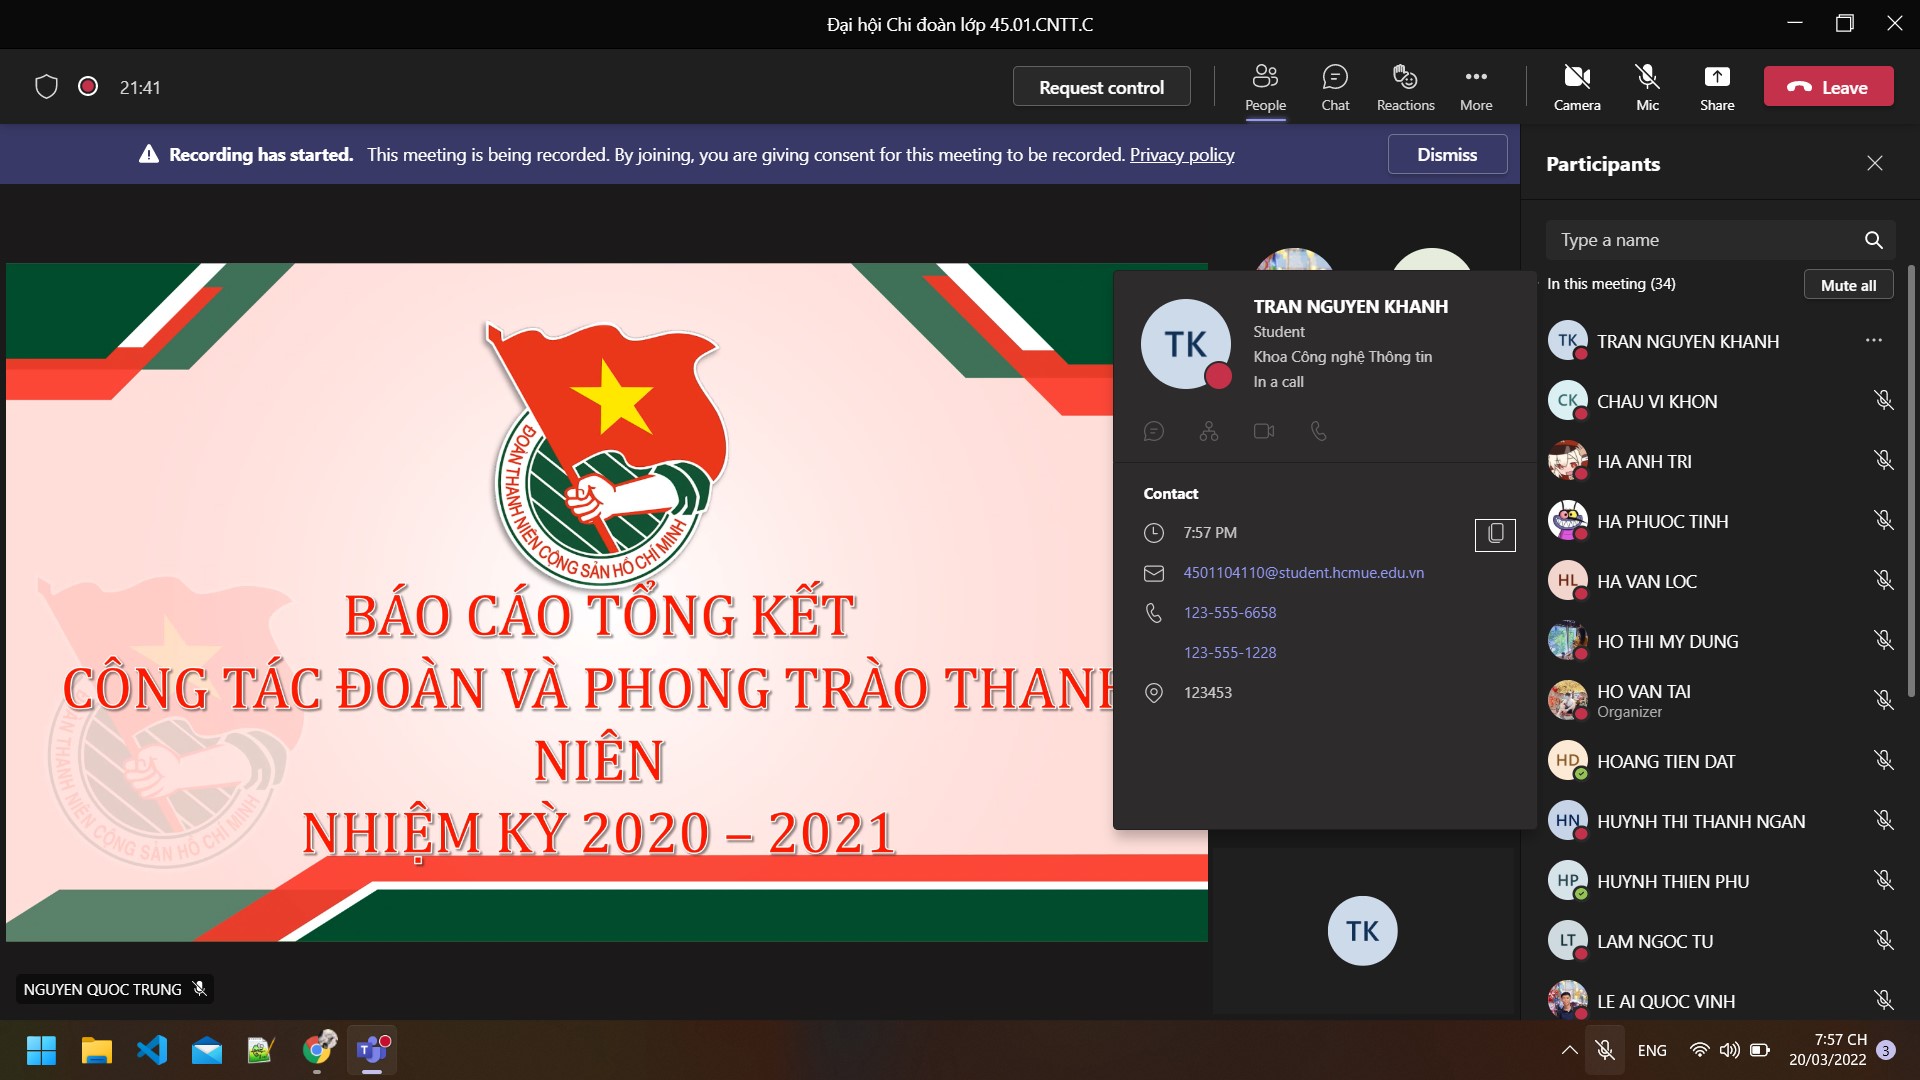 Đại hội Chi đoàn lớp 45.01.CNTT.C
21:41
Request control
People
Chat
Reactions
More
Camera
Mic
Share
Leave
Recording has started. This meeting is being recorded. By joining, you are giving consent for this meeting to be recorded. Privacy policy
Dismiss
ĐOÀN THANH NIÊN CỘNG SẢN HỒ CHÍ MINH
ĐOÀN THANH NIÊN CỘNG SẢN HỒ CHÍ MINH
BÁO CÁO TỔNG KẾT
CÔNG TÁC ĐOÀN VÀ PHONG TRÀO THANH
NIÊN
NHIỆM KỲ 2020 – 2021
NGUYEN QUOC TRUNG
TK
TRAN NGUYEN KHANH
Student
Khoa Công nghệ Thông tin
In a call
Contact
7:57 PM
4501104110@student.hcmue.edu.vn
123-555-6658
123-555-1228
123453
TK
Participants
Type a name
In this meeting (34)
Mute all
TK TRAN NGUYEN KHANH
CK CHAU VI KHON
HA ANH TRI
HA PHUOC TINH
HL HA VAN LOC
HO THI MY DUNG
HO VAN TAI
Organizer
HD HOANG TIEN DAT
HN HUYNH THI THANH NGAN
HP HUYNH THIEN PHU
LT LAM NGOC TU
LE AI QUOC VINH
ENG
7:57 CH
20/03/2022
3